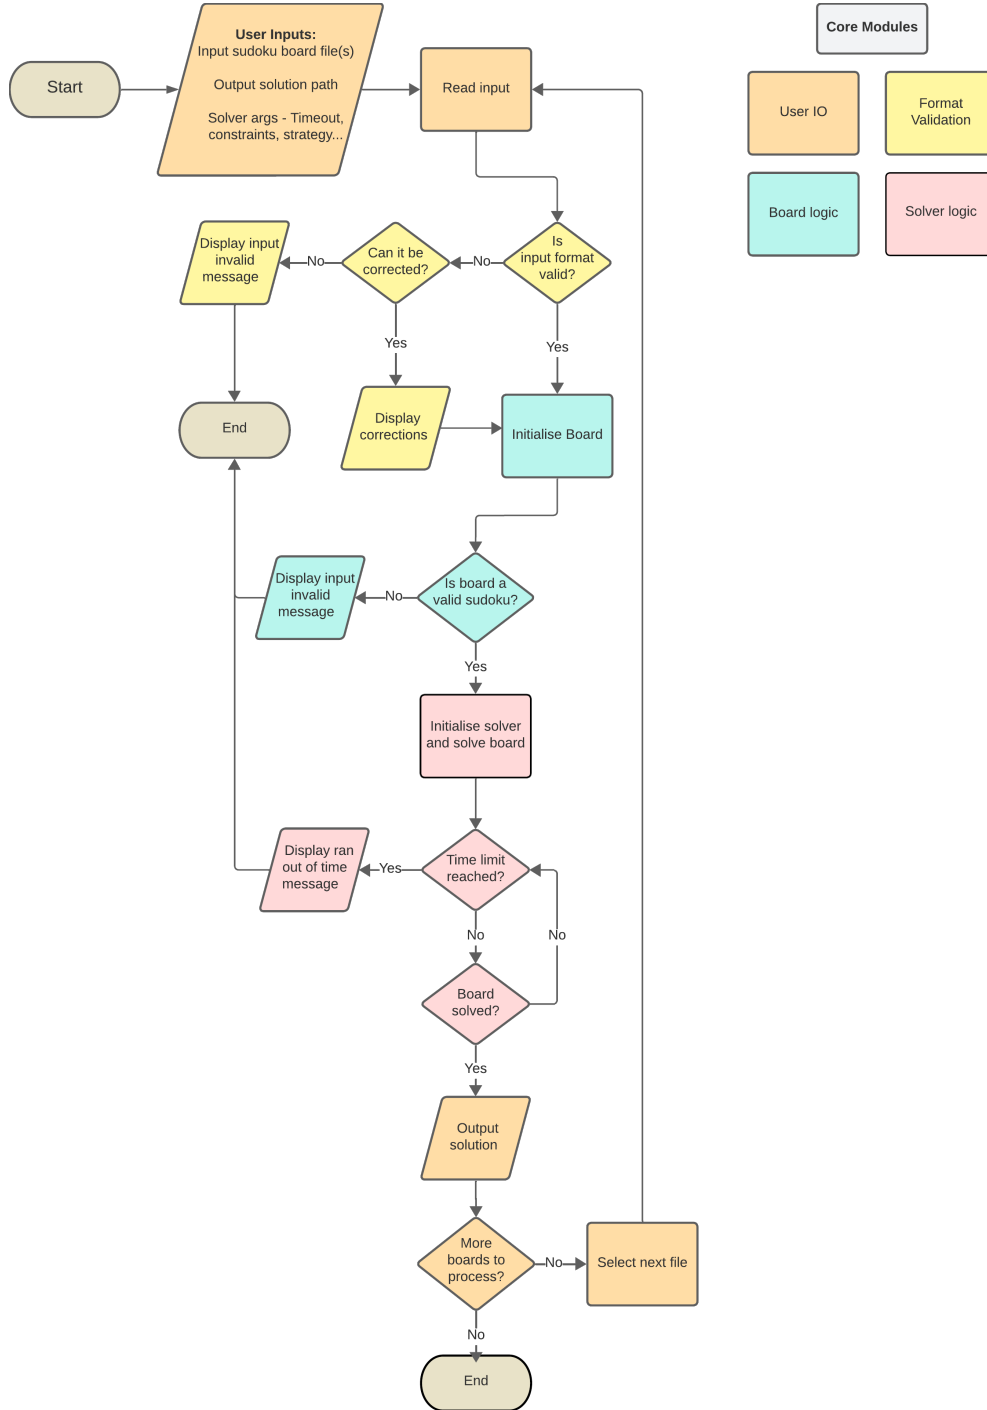 Core Modules
Start
User Inputs:
Input sudoku board file(s)
Output solution path
Solver args - Timeout,
constraints, strategy...
Read input
User IO
Format
Validation
Board logic
Solver logic
Display input
invalid
message
No
Can it be
corrected?
No
Is
input format
valid?
Yes
Yes
End
Display
corrections
Initialise Board
Display input
invalid
message
No
Is board a
valid sudoku?
Yes
Initialise solver
and solve board
Display ran
out of time
message
Yes
Time limit
reached?
No
No
Board
solved?
Yes
Output
solution
More
boards to
process?
No
Select next file
No
End